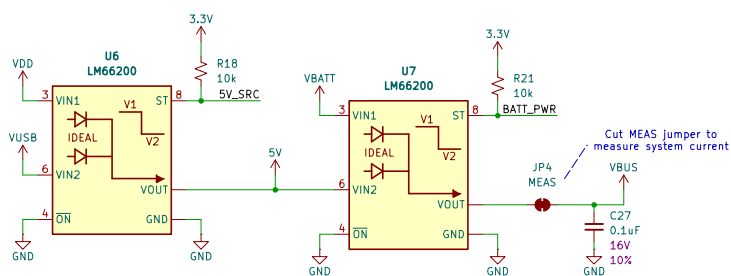 3.3V
U6
LM66200
R18
10k
VDD
3
VIN1
ST
8
5V_SRC
V1
V2
IDEAL
VUSB
6
VIN2
VOUT
5V
4
ON
GND
GND
GND
3.3V
U7
LM66200
R21
10k
VBATT
3
VIN1
ST
8
BATT_PWR
V1
V2
IDEAL
6
VIN2
VOUT
4
ON
GND
GND
GND
Cut MEAS jumper to
measure system current
JP4
MEAS
VBUS
C27
0.1uF
16V
10%
GND